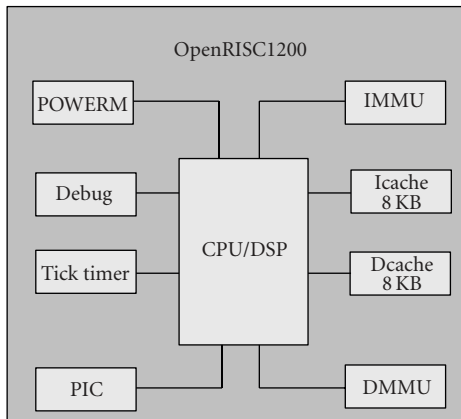 OpenRISC1200
POWERM
IMMU
Debug
Icache
8 KB
CPU/DSP
Tick timer
Dcache
8 KB
PIC
DMMU